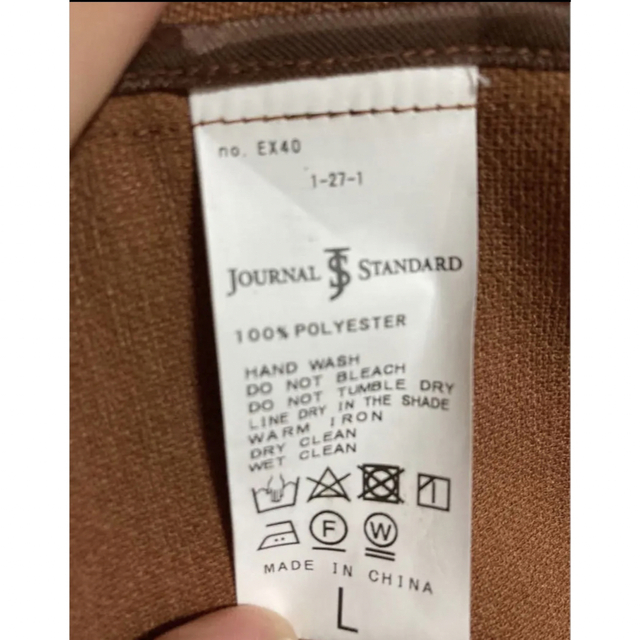 no. EX40
1-27-1
JOURNAL JS STANDARD
100% POLYESTER
HAND WASH
DO NOT BLEACH
DO NOT TUMBLE DRY
LINE DRY IN THE SHADE
WARM IRON
DRY CLEAN
WET CLEAN
F W
MADE IN CHINA
L